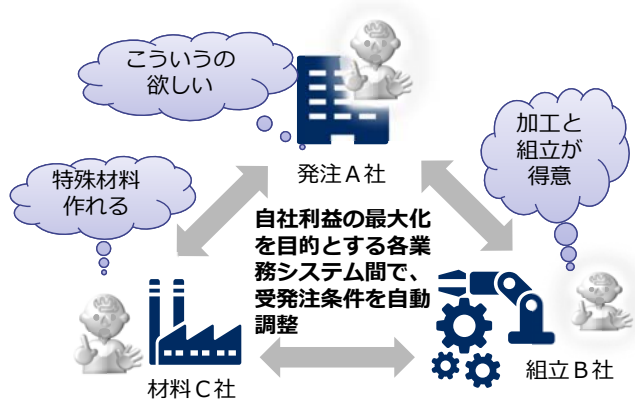 こういうの
欲しい
加工と
組立が
得意
発注Ａ社
特殊材料
作れる
自社利益の最大化
を目的とする各業
務システム間で、
受発注条件を自動
調整
組立Ｂ社
材料Ｃ社